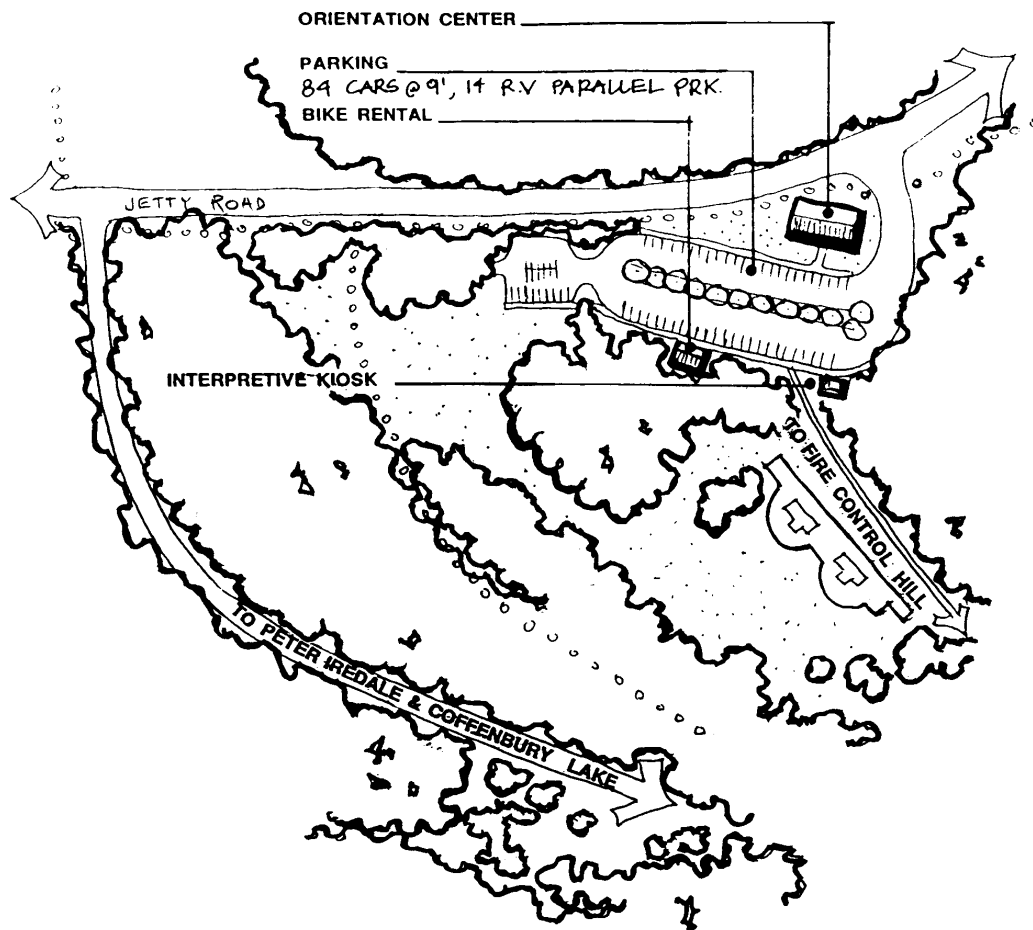 ORIENTATION CENTER
PARKING
84 CARS @ 9', 14 R.V PARALLEL PRK.
BIKE RENTAL
JETTY ROAD
INTERPRETIVE KIOSK
TO FIRE CONTROL HILL
TO PETER IREDALE & COFFENBURY LAKE